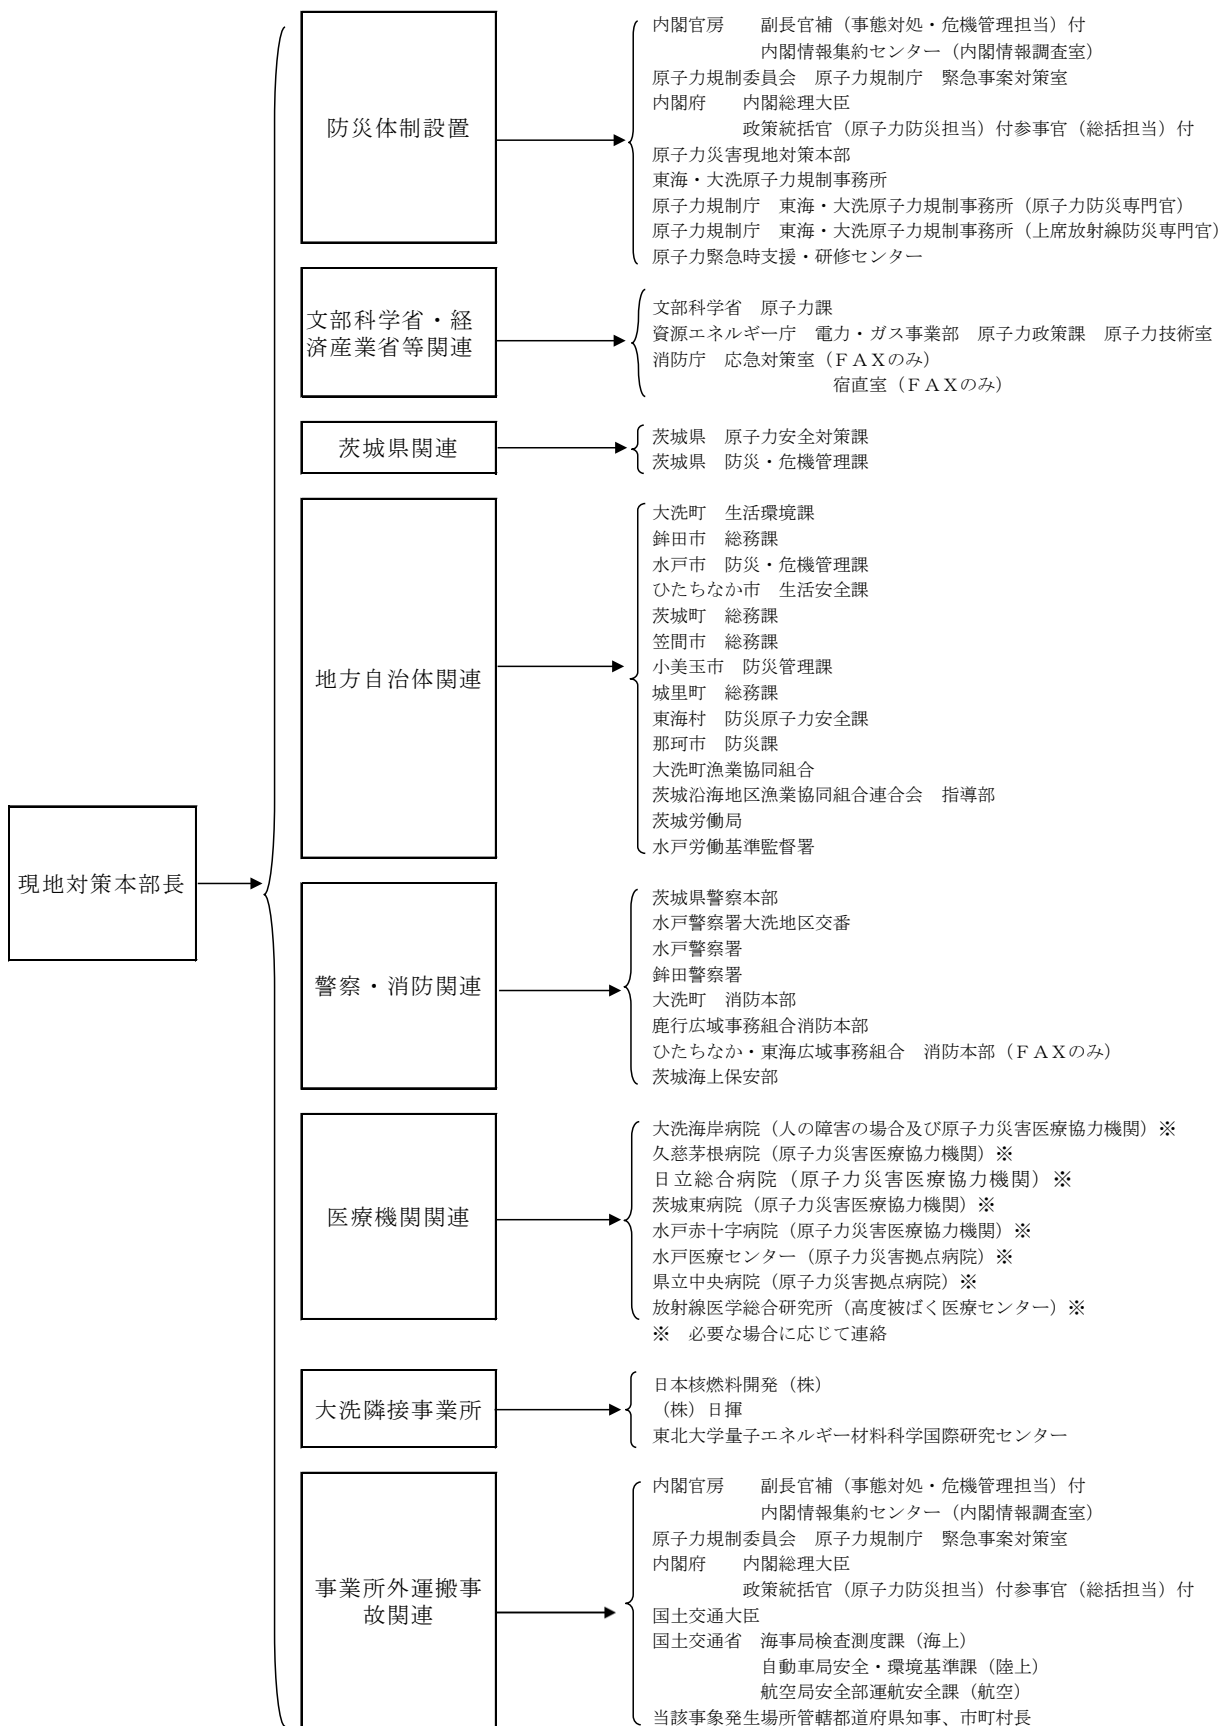 現地対策本部長
防災体制設置
内閣官房　　副長官補（事態対処・危機管理担当）付
内閣情報集約センター（内閣情報調査室）
原子力規制委員会　原子力規制庁　緊急事案対策室
内閣府　　内閣総理大臣
政策統括官（原子力防災担当）付参事官（総括担当）付
原子力災害現地対策本部
東海・大洗原子力規制事務所
原子力規制庁　東海・大洗原子力規制事務所（原子力防災専門官）
原子力規制庁　東海・大洗原子力規制事務所（上席放射線防災専門官）
原子力緊急時支援・研修センター
文部科学省・経
済産業省等関連
文部科学省　原子力課
資源エネルギー庁　電力・ガス事業部　原子力政策課　原子力技術室
消防庁　応急対策室（ＦＡＸのみ）
宿直室（ＦＡＸのみ）
茨城県関連
茨城県　原子力安全対策課
茨城県　防災・危機管理課
地方自治体関連
大洗町　生活環境課
鉾田市　総務課
水戸市　防災・危機管理課
ひたちなか市　生活安全課
茨城町　総務課
笠間市　総務課
小美玉市　防災管理課
城里町　総務課
東海村　防災原子力安全課
那珂市　防災課
大洗町漁業協同組合
茨城沿海地区漁業協同組合連合会　指導部
茨城労働局
水戸労働基準監督署
警察・消防関連
茨城県警察本部
水戸警察署大洗地区交番
水戸警察署
鉾田警察署
大洗町　消防本部
鹿行広域事務組合消防本部
ひたちなか・東海広域事務組合　消防本部（ＦＡＸのみ）
茨城海上保安部
医療機関関連
大洗海岸病院（人の障害の場合及び原子力災害医療協力機関）※
久慈茅根病院（原子力災害医療協力機関）※
日立総合病院（原子力災害医療協力機関）※
茨城東病院（原子力災害医療協力機関）※
水戸赤十字病院（原子力災害医療協力機関）※
水戸医療センター（原子力災害拠点病院）※
県立中央病院（原子力災害拠点病院）※
放射線医学総合研究所（高度被ばく医療センター）※
※　必要な場合に応じて連絡
大洗隣接事業所
日本核燃料開発（株）
（株）日揮
東北大学量子エネルギー材料科学国際研究センター
事業所外運搬事
故関連
内閣官房　　副長官補（事態対処・危機管理担当）付
内閣情報集約センター（内閣情報調査室）
原子力規制委員会　原子力規制庁　緊急事案対策室
内閣府　　内閣総理大臣
政策統括官（原子力防災担当）付参事官（総括担当）付
国土交通大臣
国土交通省　海事局検査測度課（海上）
自動車局安全・環境基準課（陸上）
航空局安全部運航安全課（航空）
当該事象発生場所管轄都道府県知事、市町村長